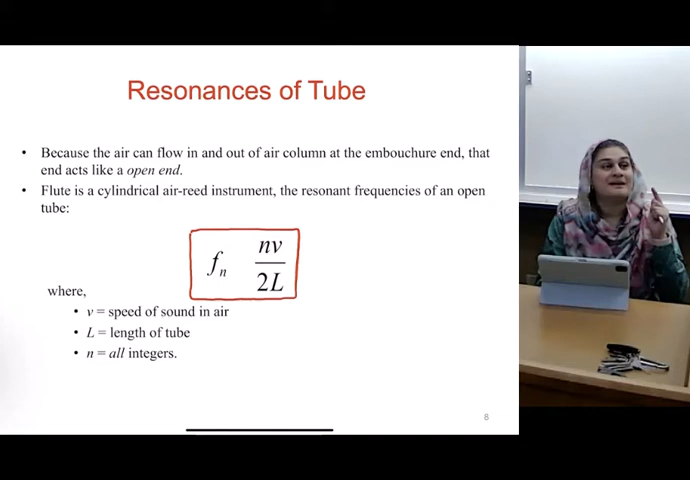 Resonances of Tube
• Because the air can flow in and out of air column at the embouchure end, that
end acts like a open end.
• Flute is a cylindrical air-reed instrument, the resonant frequencies of an open
tube:
fₙ nv/2L
where,
• v = speed of sound in air
• L = length of tube
• n = all integers.
8